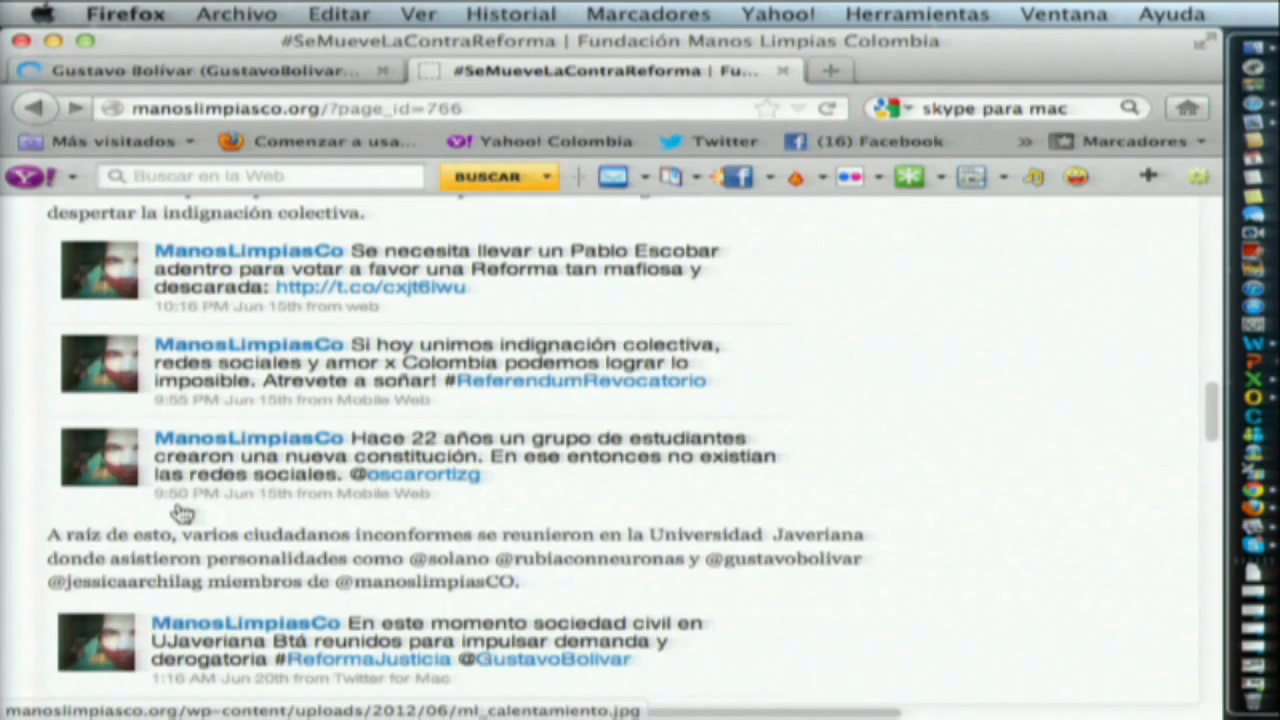 Firefox Archivo Editar Ver Historial Marcadores Yahoo! Herramientas Ventana Ayuda
#SeMueveLaContraReforma | Fundación Manos Limpias Colombia
Gustavo Bolívar (GustavoBolivar... #SeMueveLaContraReforma | Fu...
manoslimpiasco.org/?page_id=766 skype para mac
Más visitados Comenzar a usa... Yahoo! Colombia Twitter (16) Facebook » Marcadores
Buscar en la Web BUSCAR
despertar la indignación colectiva.
ManosLimpiasCo Se necesita llevar un Pablo Escobar
adentro para votar a favor una Reforma tan mafiosa y
descarada: http://t.co/cxjt6iwu
10:16 PM Jun 15th from web
ManosLimpiasCo Si hoy unimos indignación colectiva,
redes sociales y amor x Colombia podemos lograr lo
imposible. Atrevete a soñar! #ReferendumRevocatorio
9:55 PM Jun 15th from Mobile Web
ManosLimpiasCo Hace 22 años un grupo de estudiantes
crearon una nueva constitución. En ese entonces no existian
las redes sociales. @oscarortizg
9:50 PM Jun 15th from Mobile Web
A raíz de esto, varios ciudadanos inconformes se reunieron en la Universidad Javeriana
donde asistieron personalidades como @solano @rubiaconneuronas y @gustavobolivar
@jessicaarchilag miembros de @manoslimpiasCO.
ManosLimpiasCo En este momento sociedad civil en
UJaveriana Btá reunidos para impulsar demanda y
derogatoria #ReformaJusticia @GustavoBolivar
1:16 AM Jun 20th from Twitter for Mac
manoslimpiasco.org/wp-content/uploads/2012/06/ml_calentamiento.jpg